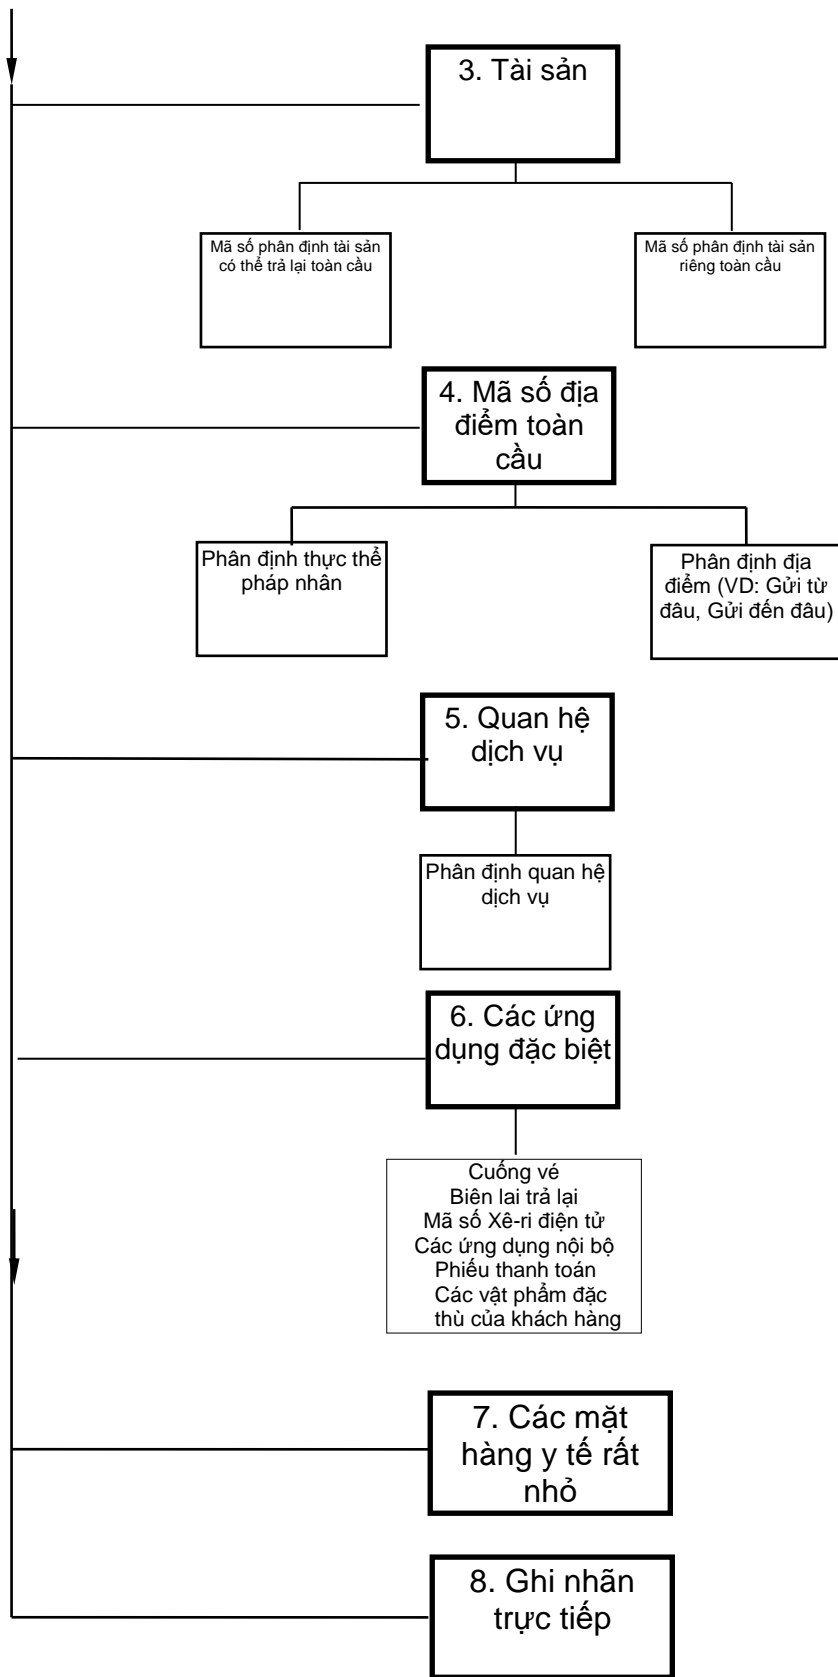 3. Tài sản
Mã số phân định tài sản
có thể trả lại toàn cầu
Mã số phân định tài sản
riêng toàn cầu
4. Mã số địa
điểm toàn
cầu
Phân định thực thể
pháp nhân
Phân định địa
điểm (VD: Gửi từ
đâu, Gửi đến đâu)
5. Quan hệ
dịch vụ
Phân định quan hệ
dịch vụ
6. Các ứng
dụng đặc biệt
Cuống vé
Biên lai trả lại
Mã số Xê-ri điện tử
Các ứng dụng nội bộ
Phiếu thanh toán
Các vật phẩm đặc
thù của khách hàng
7. Các mặt
hàng y tế rất
nhỏ
8. Ghi nhãn
trực tiếp